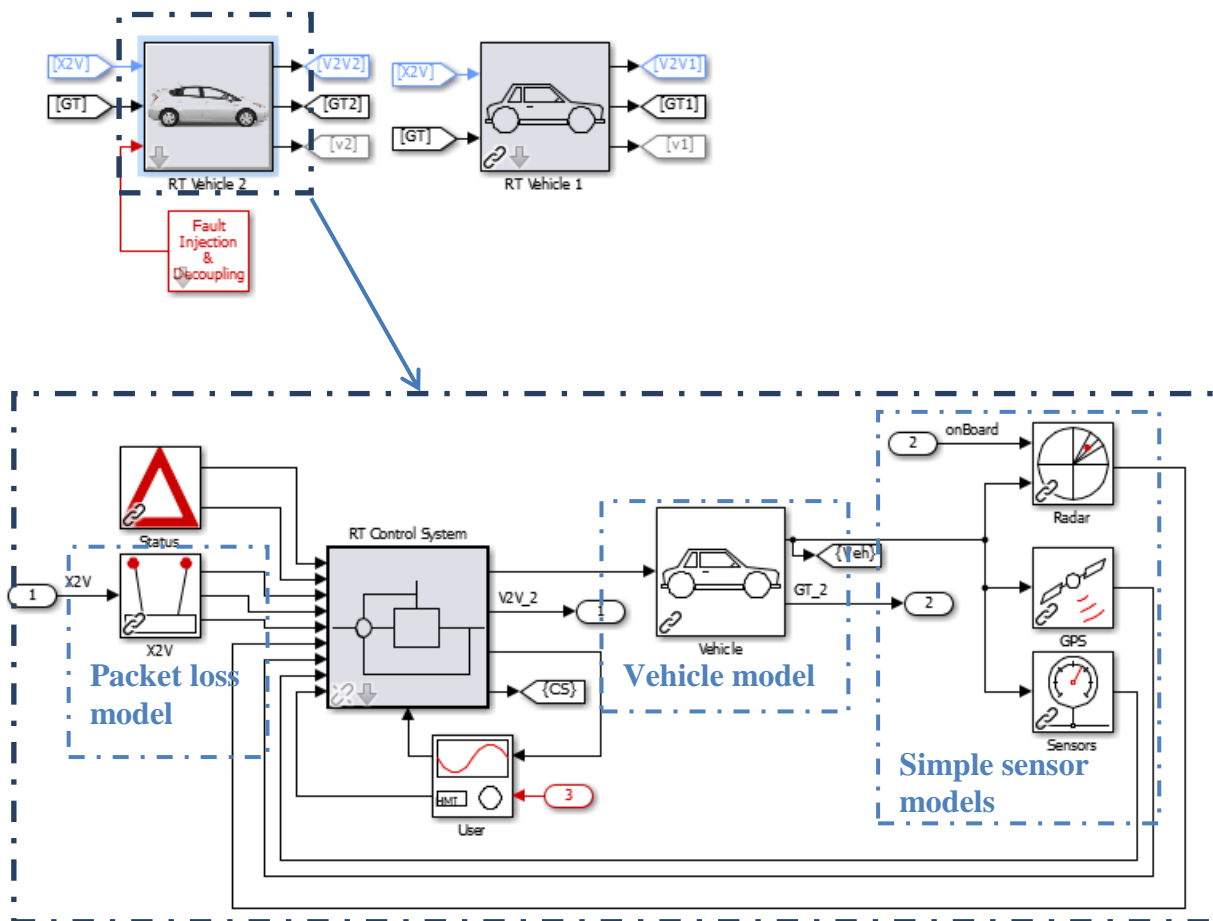 [X2V]
[GT]
[V2V2]
[GT2]
[v2]
RT Vehicle 2
[X2V]
[GT]
[V2V1]
[GT1]
[v1]
RT Vehicle 1
Fault
Injection
&
Decoupling
Status
1
X2V
X2V
Packet loss
model
RT Control System
V2V_2
1
{CS}
HMT
User
3
Vehicle
{Veh}
GT_2
2
Vehicle model
2
onBoard
Radar
GPS
Sensors
Simple sensor
models